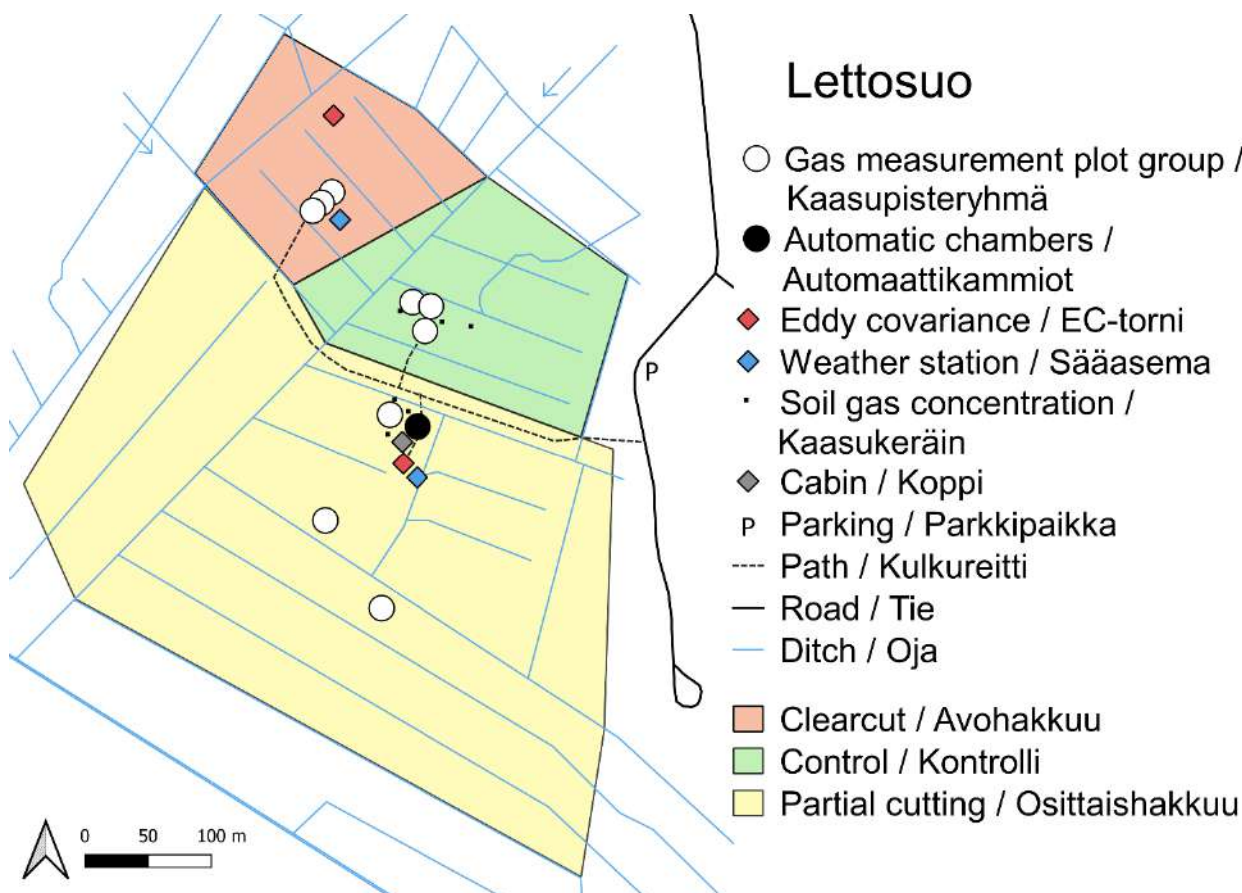 Lettosuo
Gas measurement plot group /
Kaasupisteryhmä
Automatic chambers /
Automaattikammiot
Eddy covariance / EC-torni
Weather station / Sääasema
Soil gas concentration /
Kaasukeräin
Cabin / Koppi
P Parking / Parkkipaikka
Path / Kulkureitti
Road / Tie
Ditch / Oja
Clearcut / Avohakkuu
Control / Kontrolli
Partial cutting / Osittaishakkuu
P
0 50 100 m